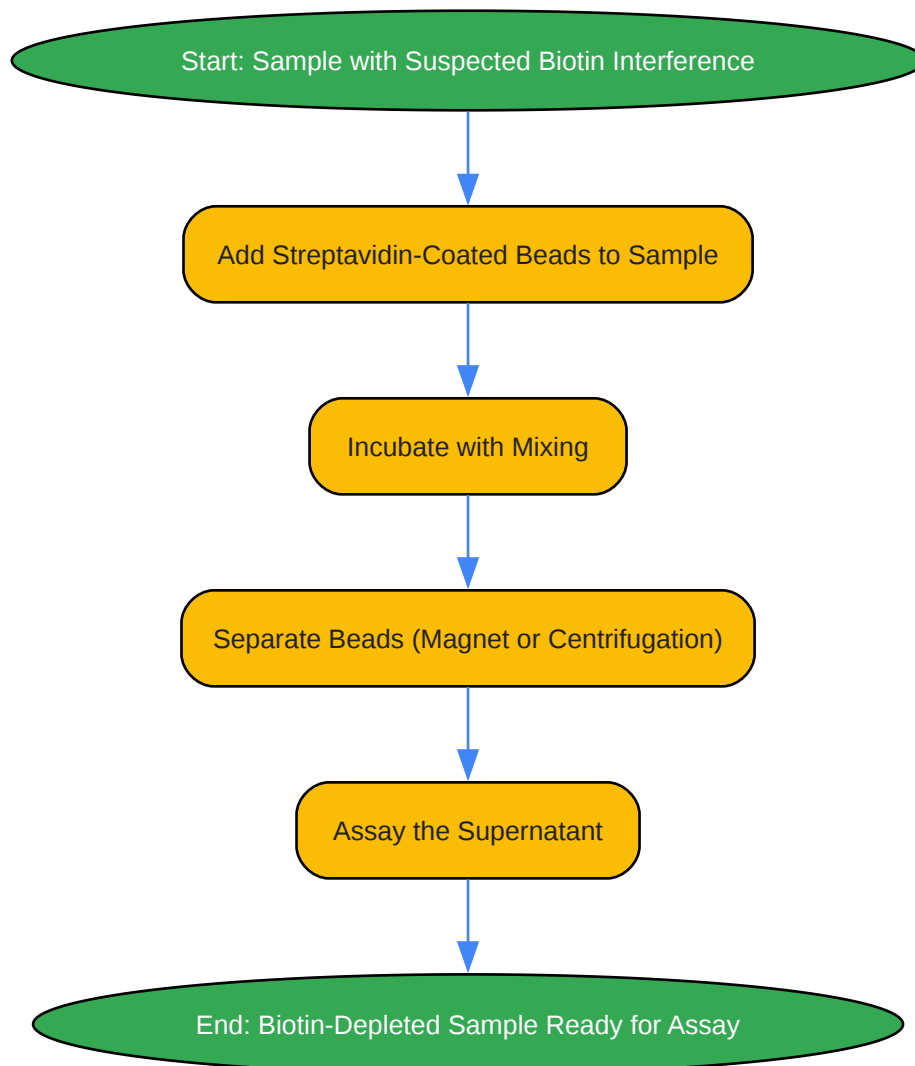 Start: Sample with Suspected Biotin Interference
Add Streptavidin-Coated Beads to Sample
Incubate with Mixing
Separate Beads (Magnet or Centrifugation)
Assay the Supernatant
End: Biotin-Depleted Sample Ready for Assay